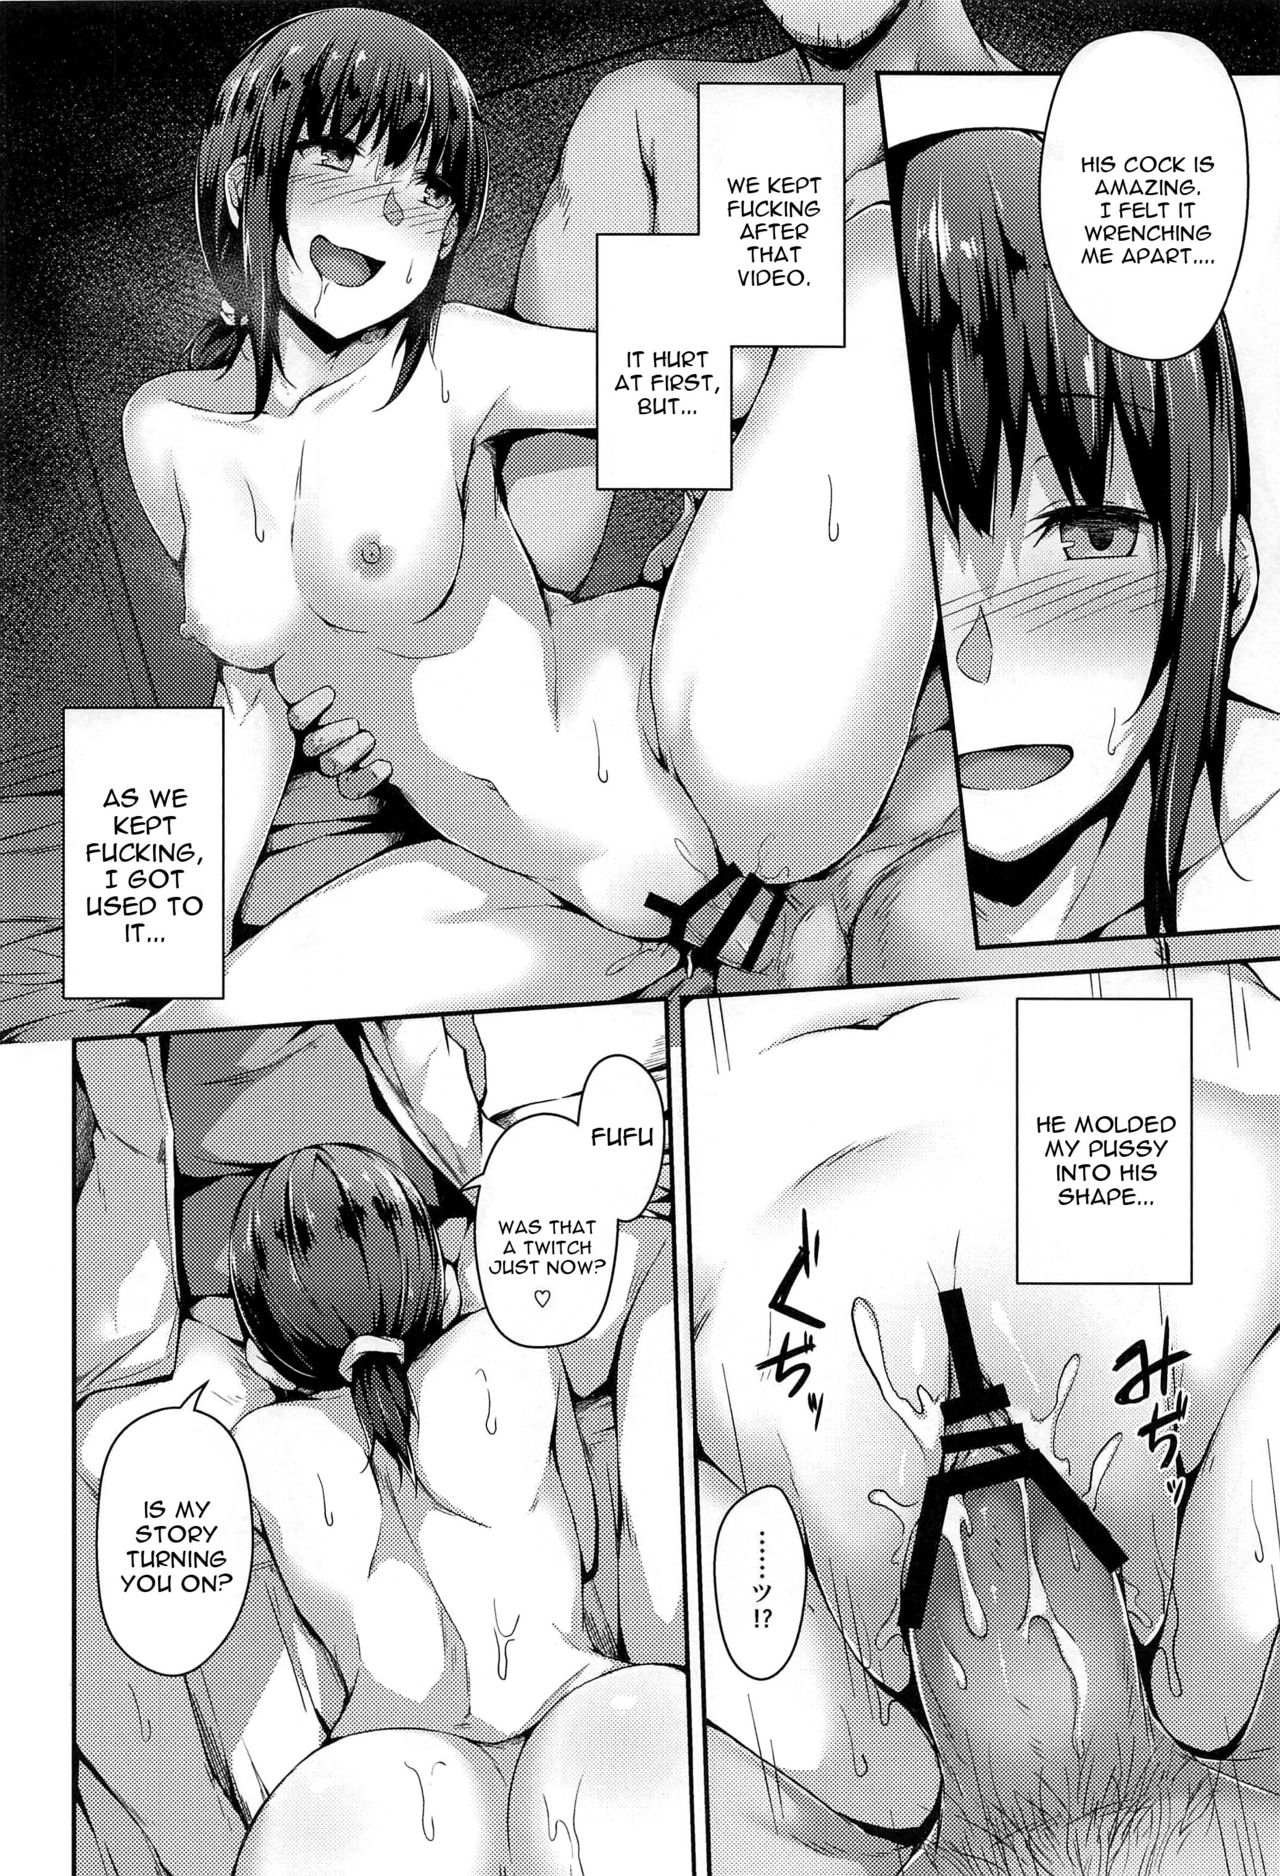 HIS COCK IS
AMAZING.
I FELT IT
WRENCHING
ME APART....
WE KEPT
FUCKING
AFTER
THAT
VIDEO.
IT HURT
AT FIRST,
BUT...
AS WE
KEPT
FUCKING,
I GOT
USED TO
IT...
HE MOLDED
MY PUSSY
INTO HIS
SHAPE...
みぢっ
ぐぢっ
……ッ!?
FUFU
WAS THAT
A TWITCH
JUST NOW?
♡
IS MY
STORY
TURNING
YOU ON?